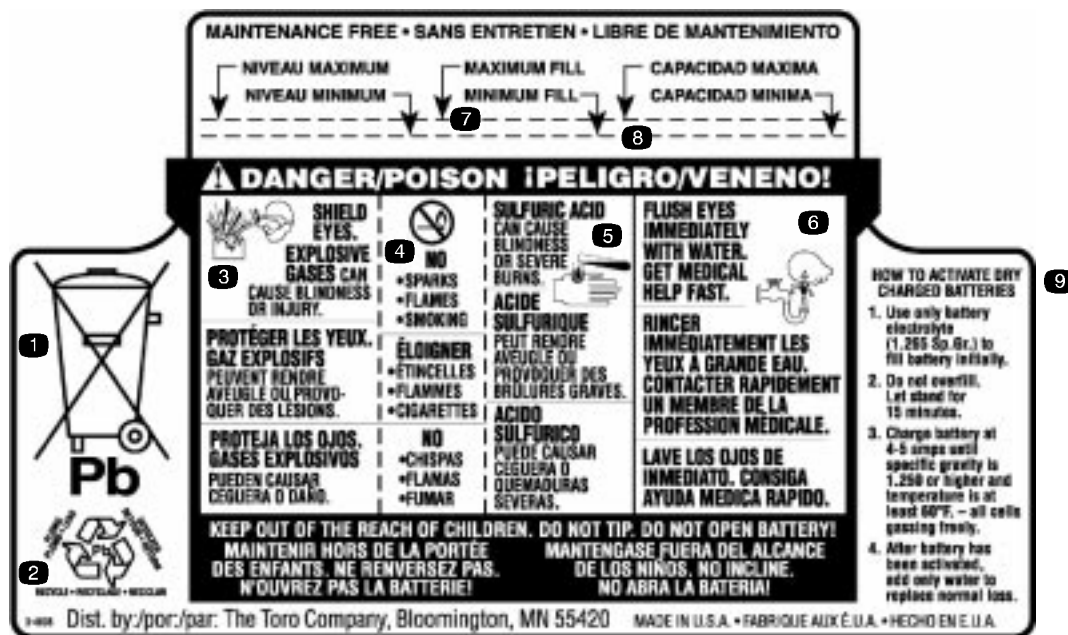 MAINTENANCE FREE • SANS ENTRETIEN • LIBRE DE MANTENIMIENTO
NIVEAU MAXIMUM
MAXIMUM FILL
CAPACIDAD MAXIMA
NIVEAU MINIMUM
MINIMUM FILL
CAPACIDAD MINIMA
7
8
DANGER/POISON ¡PELIGRO/VENENO!
3
SHIELD
EYES.
EXPLOSIVE
GASES CAN
CAUSE BLINDNESS
OR INJURY.
PROTÉGER LES YEUX.
GAZ EXPLOSIFS
PEUVENT RENDRE
AVEUGLE OU PROVO-
QUER DES LESIONS.
PROTEJA LOS OJOS.
GASES EXPLOSIVOS
PUEDEN CAUSAR
CEGUERA O DAÑO.
4
NO
•SPARKS
•FLAMES
•SMOKING
ÉLOIGNER
•ÉTINCELLES
•FLAMMES
•CIGARETTES
NO
•CHISPAS
•FLAMAS
•FUMAR
SULFURIC ACID
CAN CAUSE
BLINDNESS
OR SEVERE
BURNS.
5
ACIDE
SULFURIQUE
PEUT RENDRE
AVEUGLE OU
PROVOQUER DES
BRÛLURES GRAVES.
ACIDO
SULFURICO
PUEDE CAUSAR
CEGUERA O
QUEMADURAS
SEVERAS.
FLUSH EYES
IMMEDIATELY
WITH WATER.
GET MEDICAL
HELP FAST.
6
RINCER
IMMÉDIATEMENT LES
YEUX À GRANDE EAU.
CONTACTER RAPIDEMENT
UN MEMBRE DE LA
PROFESSION MÉDICALE.
LAVE LOS OJOS DE
INMEDIATO. CONSIGA
AYUDA MEDICA RAPIDO.
KEEP OUT OF THE REACH OF CHILDREN. DO NOT TIP. DO NOT OPEN BATTERY!
MAINTENIR HORS DE LA PORTÉE
DES ENFANTS. NE RENVERSEZ PAS.
N'OUVREZ PAS LA BATTERIE!
MANTENGASE FUERA DEL ALCANCE
DE LOS NIÑOS. NO INCLINE.
NO ABRA LA BATERIA!
1
Pb
2
Pb
RECYCLE • RECYCLAGE • RECICLAR
9
HOW TO ACTIVATE DRY
CHARGED BATTERIES
1. Use only battery
electrolyte
(1.265 Sp.Gr.) to
fill battery initially.
2. Do not overfill.
Let stand for
15 minutes.
3. Charge battery at
4-5 amps until
specific gravity is
1.250 or higher and
temperature is at
least 60°F. – all cells
gassing freely.
4. After battery has
been activated,
add only water to
replace normal loss.
Dist. by:/por:/par: The Toro Company, Bloomington, MN 55420
MADE IN U.S.A. • FABRIQUE AUX É.U.A. • HECHO EN E.U.A.